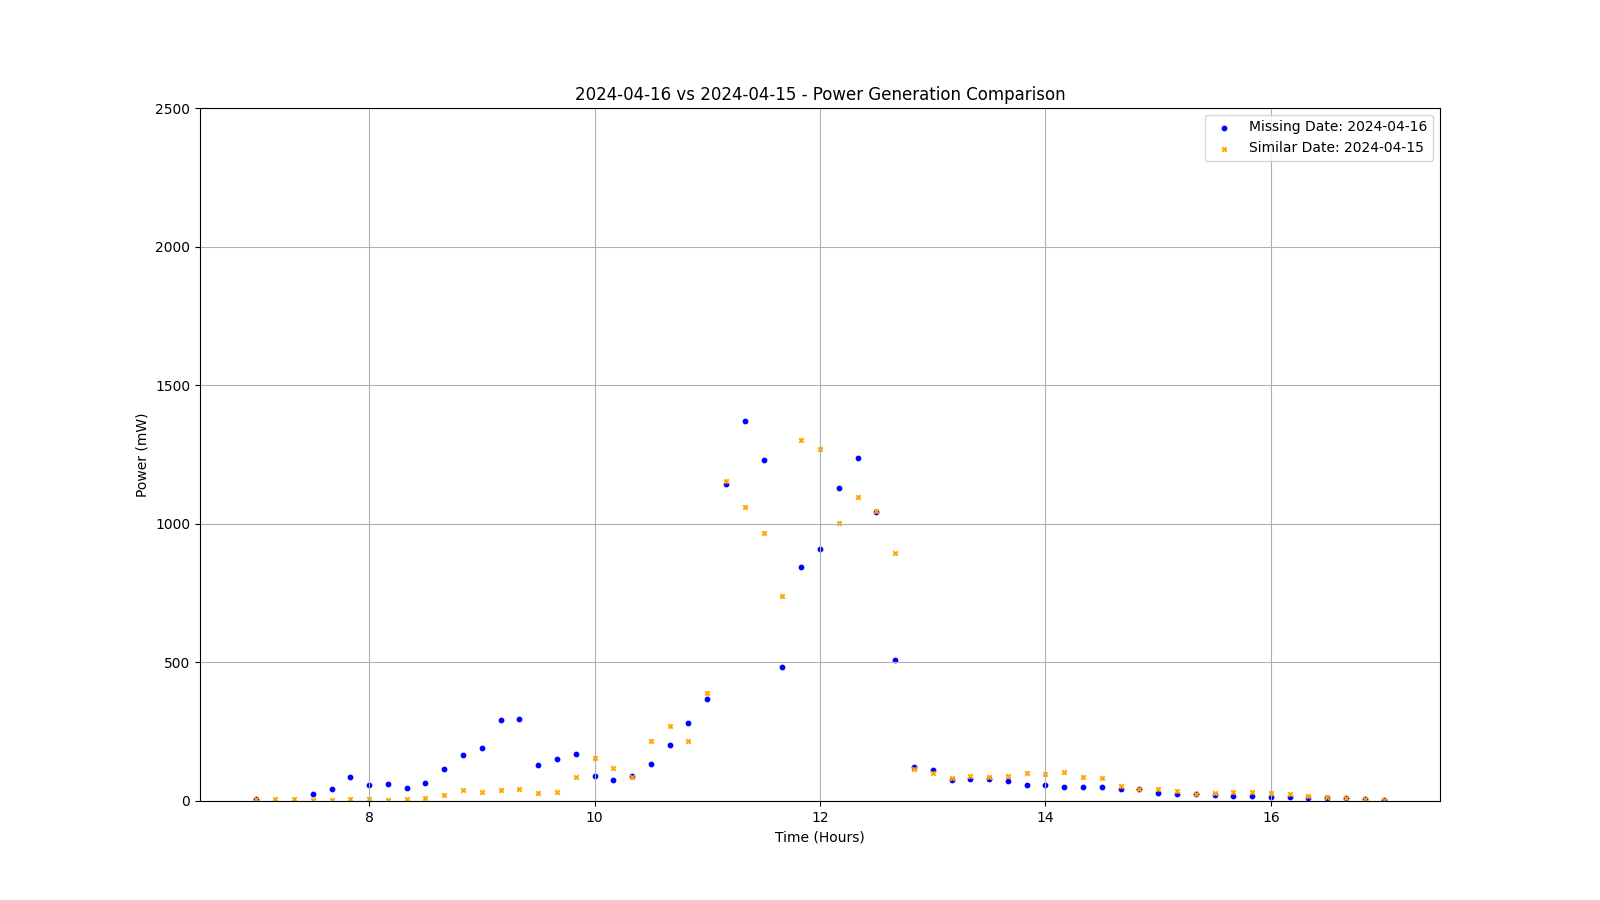 2024-04-16 vs 2024-04-15 - Power Generation Comparison
Missing Date: 2024-04-16
Similar Date: 2024-04-15
2500
2000
1500
1000
500
0
Power (mW)
8
10
12
14
16
Time (Hours)